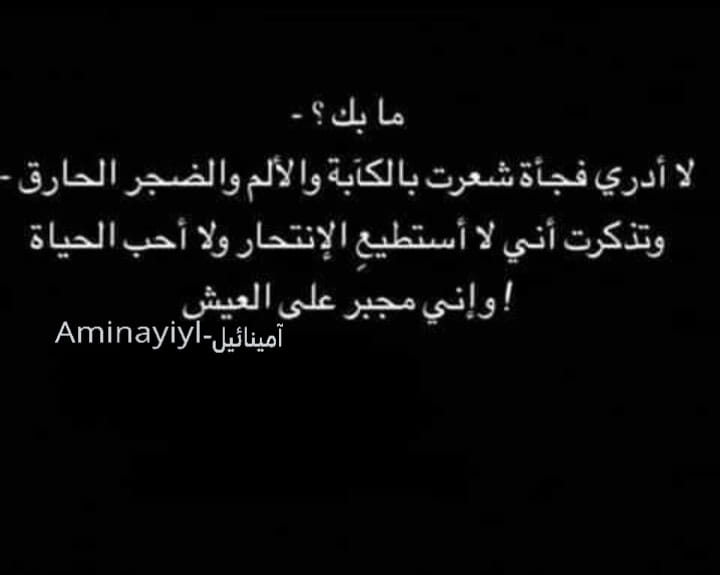 ما بك؟ -
لا أدري فجأة شعرت بالكآبة والألم والضجر الحارق -
وتذكرت أني لا أستطيعِ الإنتحار ولا أحب الحياة
وإني مجبر على العيش!
Aminayiyl-آمينائيل